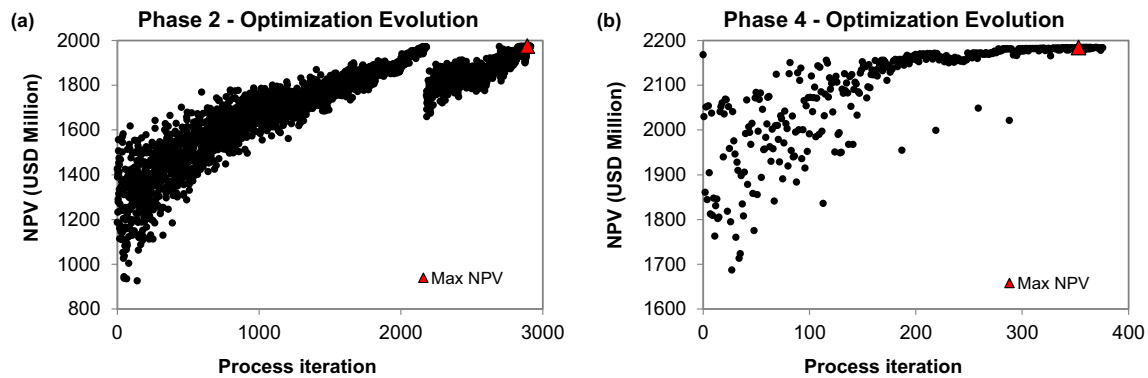 (a)
Phase 2 - Optimization Evolution
NPV (USD Million)
2000
1800
1600
1400
1200
1000
800
0
1000
2000
3000
Max NPV
Process iteration
(b)
Phase 4 - Optimization Evolution
NPV (USD Million)
2200
2100
2000
1900
1800
1700
1600
0
100
200
300
400
Max NPV
Process iteration